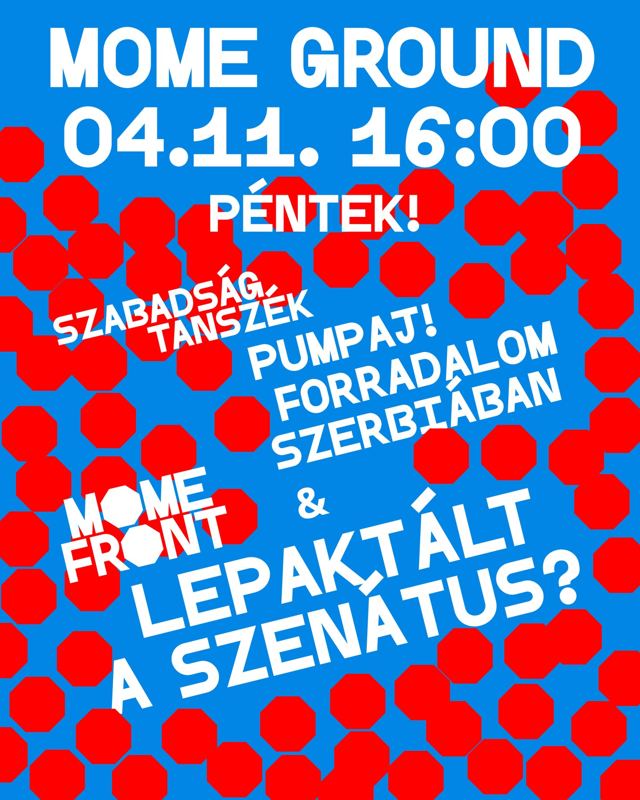 MOME GROUND
04.11. 16:00
PÉNTEK!
SZABADSÁG
TANSZÉK
PUMPAJ!
FORRADALOM
SZERBIÁBAN
MOME
FRONT
&
LEPAKTÁLT
A SZENÁTUS?